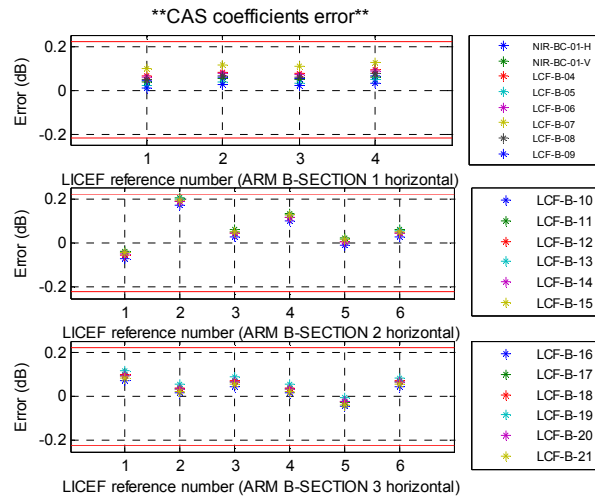 **CAS coefficients error**
0.2
0
-0.2
Error (dB)
1 2 3 4
LICEF reference number (ARM B-SECTION 1 horizontal)
NIR-BC-01-H
NIR-BC-01-V
LCF-B-04
LCF-B-05
LCF-B-06
LCF-B-07
LCF-B-08
LCF-B-09
0.2
0
-0.2
Error (dB)
1 2 3 4 5 6
LICEF reference number (ARM B-SECTION 2 horizontal)
LCF-B-10
LCF-B-11
LCF-B-12
LCF-B-13
LCF-B-14
LCF-B-15
0.2
0
-0.2
Error (dB)
1 2 3 4 5 6
LICEF reference number (ARM B-SECTION 3 horizontal)
LCF-B-16
LCF-B-17
LCF-B-18
LCF-B-19
LCF-B-20
LCF-B-21